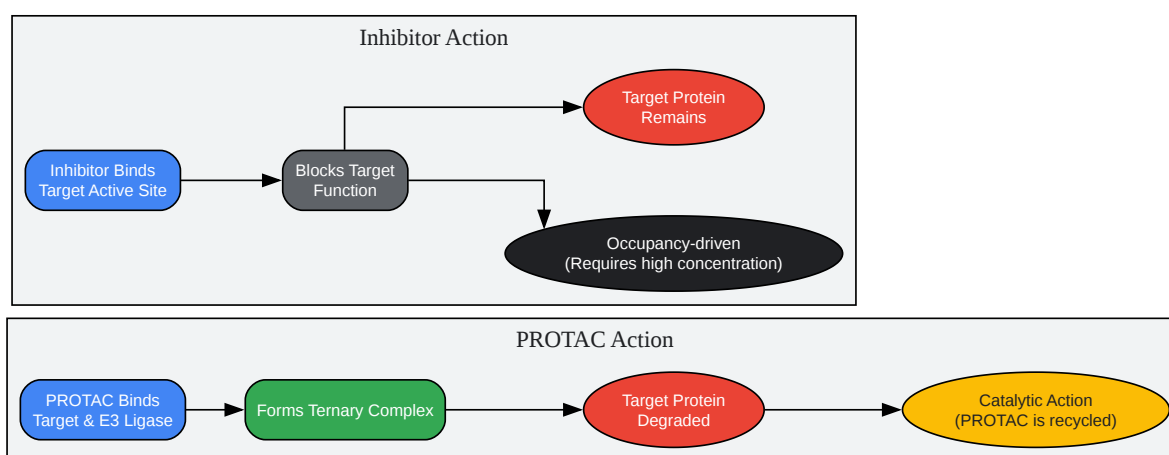 Inhibitor Action
Target Protein
Remains
Inhibitor Binds
Target Active Site
Blocks Target
Function
Occupancy-driven
(Requires high concentration)
PROTAC Action
PROTAC Binds
Target & E3 Ligase
Forms Ternary Complex
Target Protein
Degraded
Catalytic Action
(PROTAC is recycled)